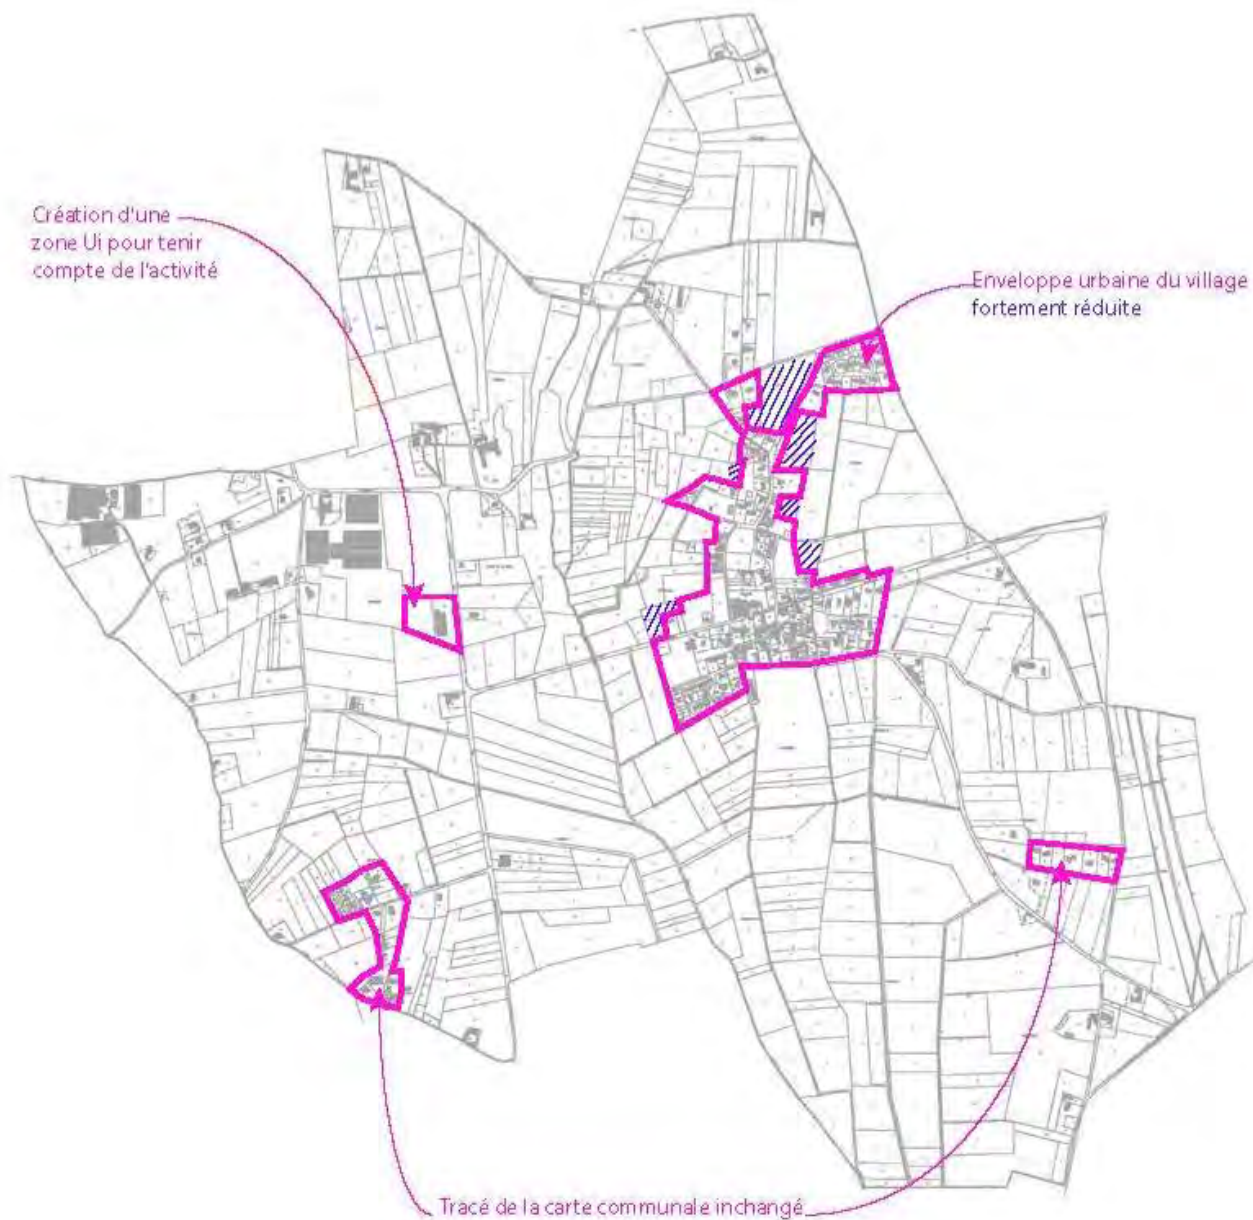 Création d'une
zone Ui pour tenir
compte de l'activité
Enveloppe urbaine du village
fortement réduite
Tracé de la carte communale inchangé